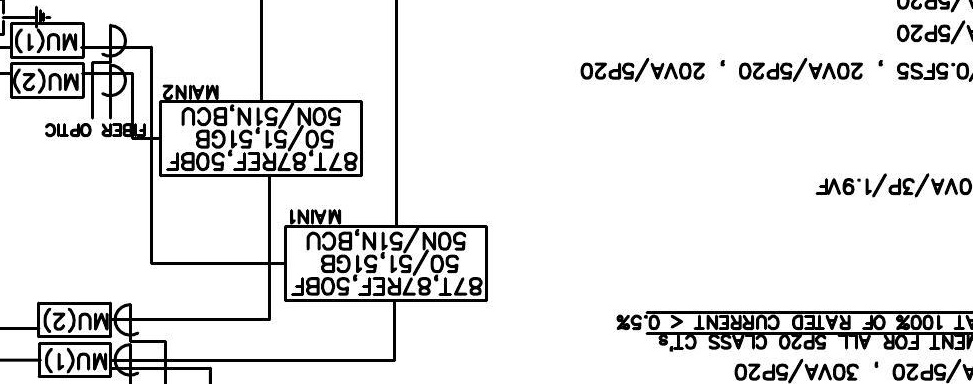 A/5P20 , 30VA/5P20
MENT FOR ALL 5P20 CLASS CT's
AT 100% OF RATED CURRENT < 0.5%
MU(1)
MU(2)
87T,87REF,50BF
50/51,51GB
50N/51N,BCU
MAIN1
0VA/3P/1.9VF
87T,87REF,50BF
50/51,51GB
50N/51N,BCU
MAIN2
FIBER OPTIC
/0.5FS5 , 20VA/5P20 , 20VA/5P20
MU(2)
MU(1)
A/5P20